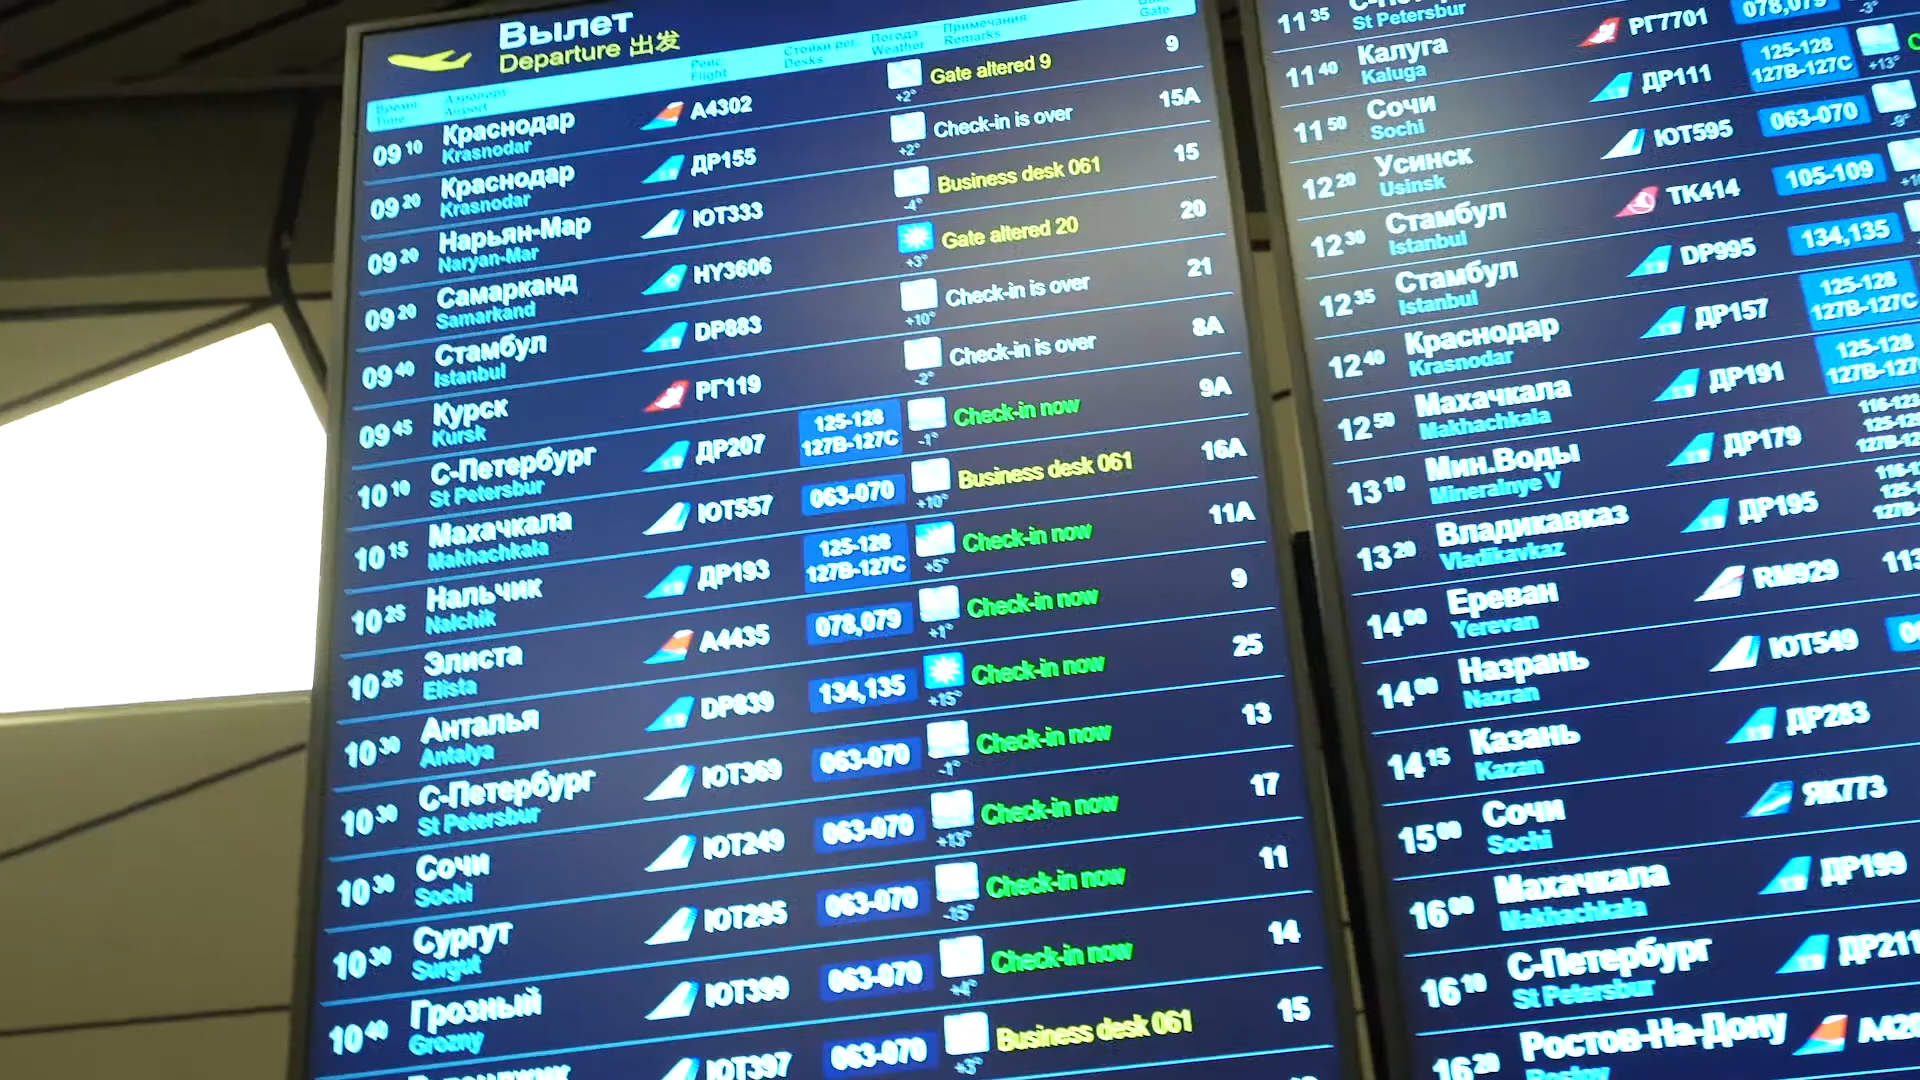 Вылет
Departure 出发
Время Time Аэропорт Airport Рейс Flight Стойки рег. Desks Погода Weather Примечания Remarks Gate
09 10 Краснодар Krasnodar A4302 +2° Gate altered 9 9
09 20 Краснодар Krasnodar ДР155 +2° Check-in is over 15A
09 20 Нарьян-Мар Naryan-Mar ЮТ333 -4° Business desk 061 15
09 20 Самарканд Samarkand HY3606 +3° Gate altered 20 20
09 40 Стамбул Istanbul DP883 +10° Check-in is over 21
09 45 Курск Kursk РГ119 -2° Check-in is over 8A
10 10 С-Петербург St Petersbur ДР207 125-128 127B-127C -1° Check-in now 9A
10 15 Махачкала Makhachkala ЮТ557 063-070 +10° Business desk 061 16A
10 25 Нальчик Nalchik ДР193 125-128 127B-127C +5° Check-in now 11A
10 25 Элиста Elista A4435 078,079 +1° Check-in now 9
10 30 Анталья Antalya DP839 134,135 +15° Check-in now 25
10 30 С-Петербург St Petersbur ЮТ369 063-070 -1° Check-in now 13
10 30 Сочи Sochi ЮТ249 063-070 +13° Check-in now 17
10 30 Сургут Surgut ЮТ295 063-070 -15° Check-in now 11
10 40 Грозный Grozny ЮТ399 063-070 +4° Check-in now 14
ЮТ397 063-070 +3° Business desk 061 15
11 35 St Petersbur РГ7701 078,079 -3°
11 40 Калуга Kaluga ДР111 125-128 127B-127C +13°
11 50 Сочи Sochi ЮТ595 063-070 -9°
12 20 Усинск Usinsk TK414 105-109
12 30 Стамбул Istanbul DP995 134,135
12 35 Стамбул Istanbul ДР157 125-128 127B-127C
12 40 Краснодар Krasnodar ДР191 125-128
12 50 Махачкала Makhachkala ДР179
13 10 Мин.Воды Mineralnye V ДР195
13 20 Владикавказ Vladikavkaz RM929
14 00 Ереван Yerevan ЮТ549
14 00 Назрань Nazran ДР283
14 15 Казань Kazan ЯК773
15 00 Сочи Sochi ДР199
16 00 Махачкала Makhachkala ДР211
16 10 С-Петербург St Petersbur
16 20 Ростов-На-Дону